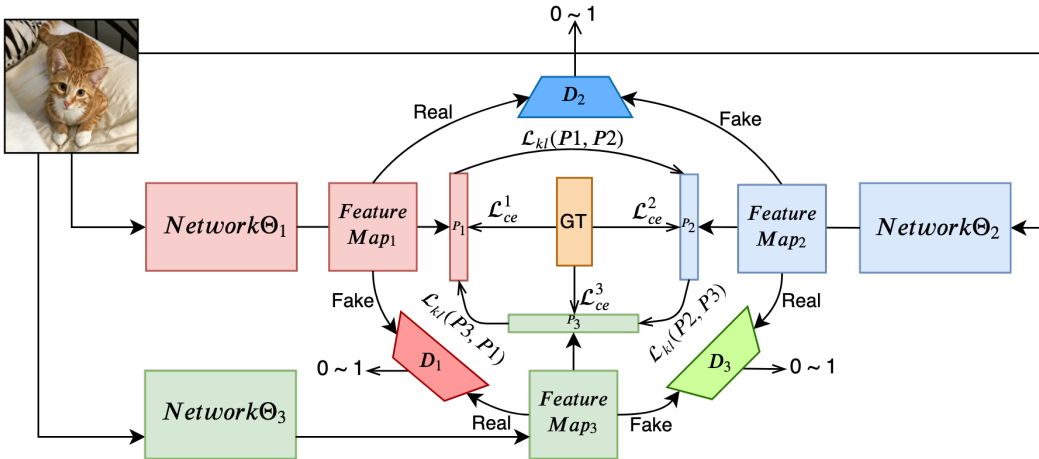 0 ~ 1
D₂
Real
Fake
𝓛ₖₗ(P1, P2)
NetworkΘ₁
Feature
Map₁
P₁
𝓛¹ce
GT
𝓛²ce
P₂
Feature
Map₂
NetworkΘ₂
Fake
𝓛ₖₗ(P3, P1)
𝓛³ce
P₃
𝓛ₖₗ(P2, P3)
Real
0 ~ 1
D₁
D₃
0 ~ 1
NetworkΘ₃
Real
Feature
Map₃
Fake